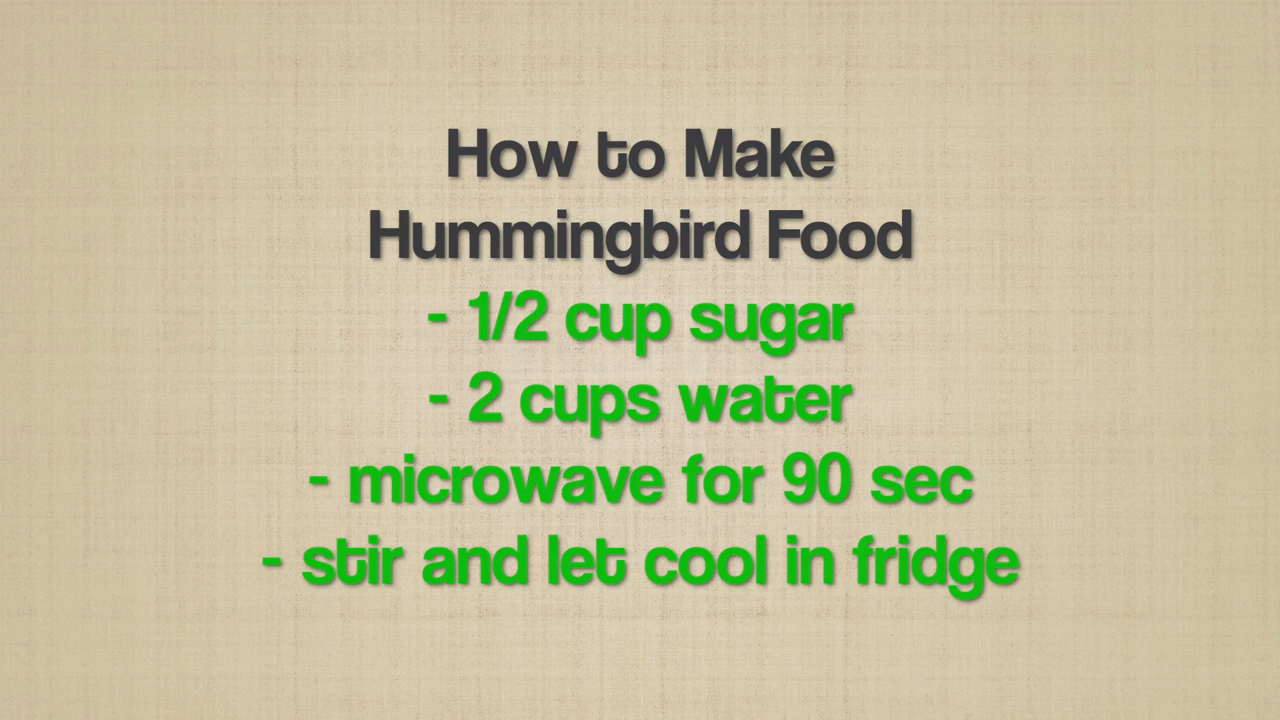 How to Make
Hummingbird Food
- 1/2 cup sugar
- 2 cups water
- microwave for 90 sec
- stir and let cool in fridge